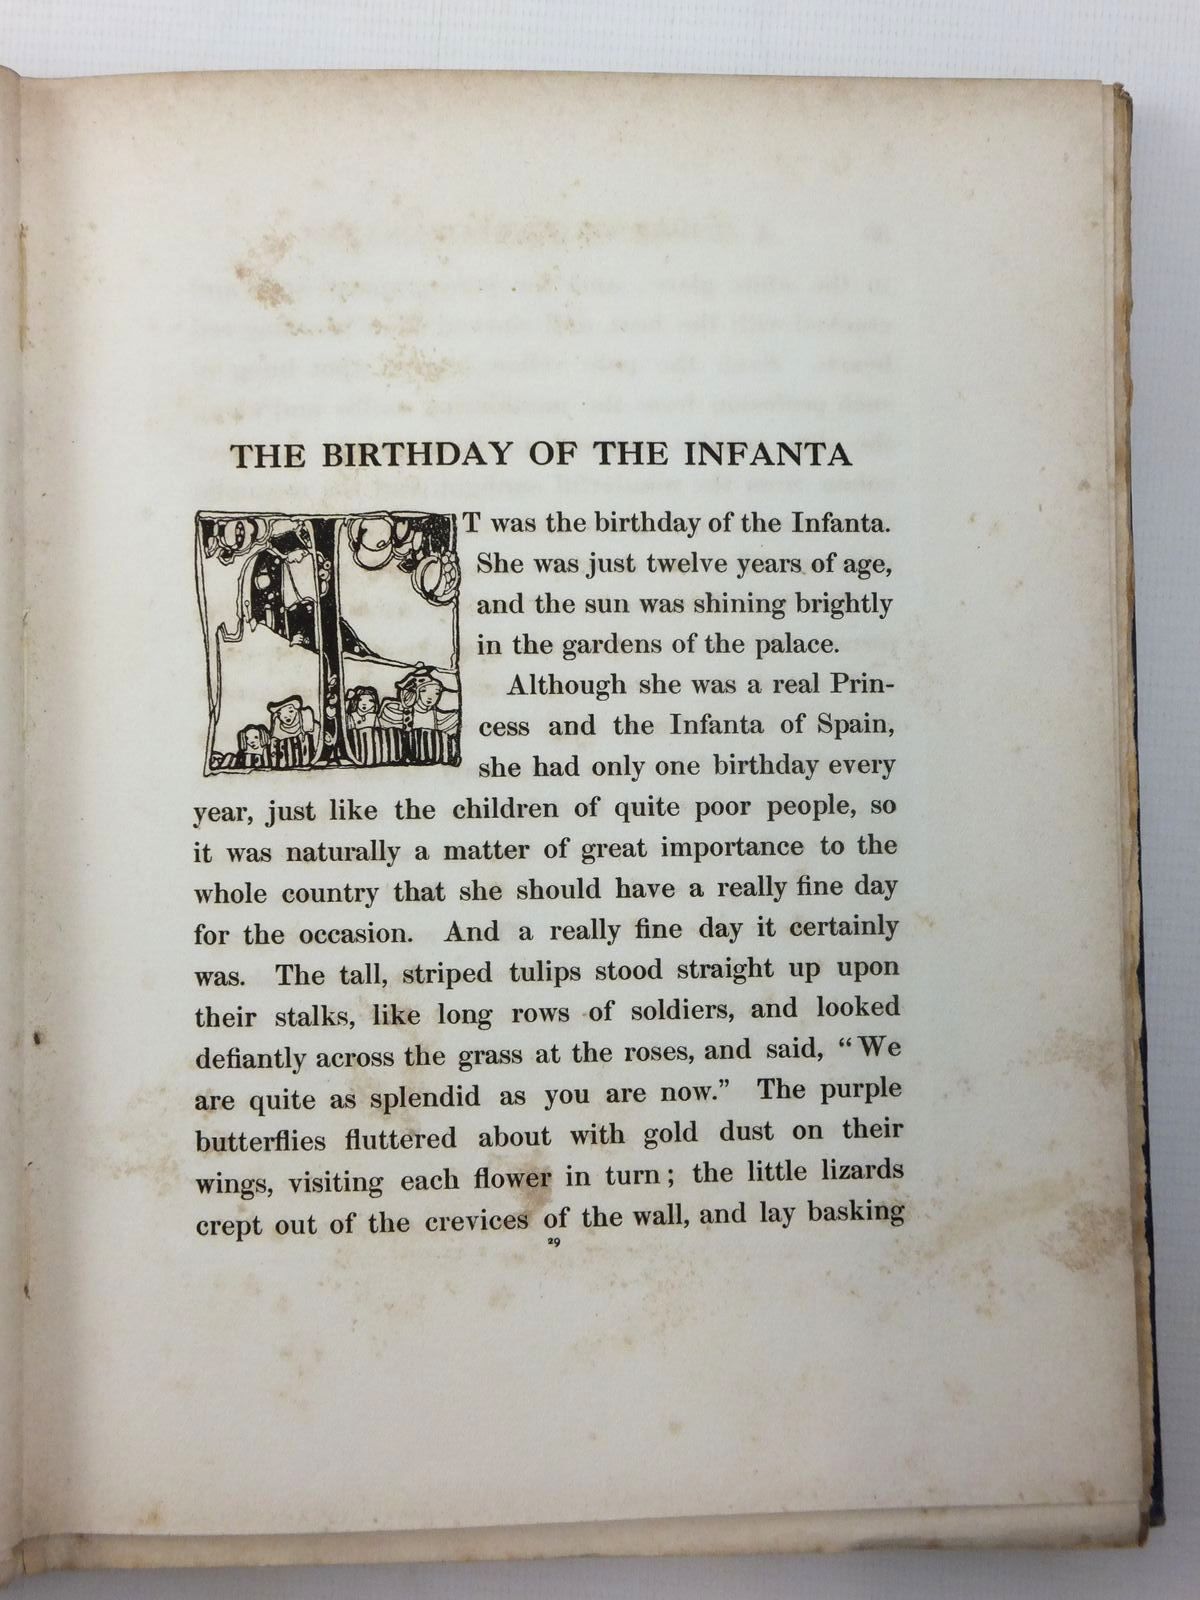 THE BIRTHDAY OF THE INFANTA
IT was the birthday of the Infanta.
She was just twelve years of age,
and the sun was shining brightly
in the gardens of the palace.
Although she was a real Prin-
cess and the Infanta of Spain,
she had only one birthday every
year, just like the children of quite poor people, so
it was naturally a matter of great importance to the
whole country that she should have a really fine day
for the occasion. And a really fine day it certainly
was. The tall, striped tulips stood straight up upon
their stalks, like long rows of soldiers, and looked
defiantly across the grass at the roses, and said, “We
are quite as splendid as you are now.” The purple
butterflies fluttered about with gold dust on their
wings, visiting each flower in turn; the little lizards
crept out of the crevices of the wall, and lay basking
29